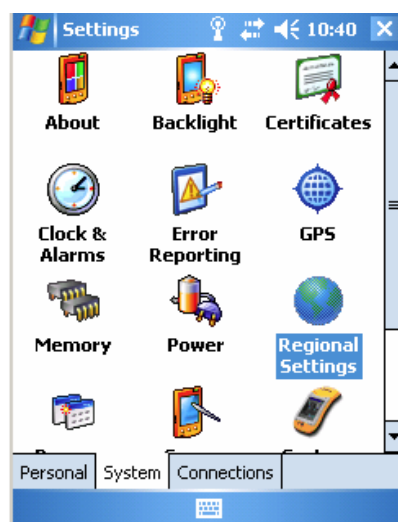 Settings 10:40
About Backlight Certificates
Clock & Error GPS
Alarms Reporting
Memory Power Regional
Settings
Personal System Connections